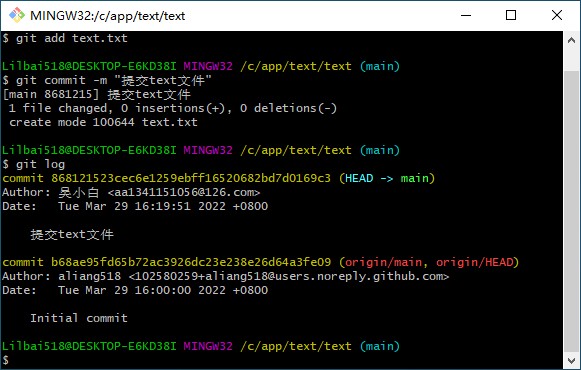 MINGW32:/c/app/text/text
$ git add text.txt
Lilbai518@DESKTOP-E6KD38I MINGW32 /c/app/text/text (main)
$ git commit -m "提交text文件"
[main 8681215] 提交text文件
1 file changed, 0 insertions(+), 0 deletions(-)
create mode 100644 text.txt
Lilbai518@DESKTOP-E6KD38I MINGW32 /c/app/text/text (main)
$ git log
commit 868121523cec6e1259ebff16520682bd7d0169c3 (HEAD -> main)
Author: 吴小白 <aa1341151056@126.com>
Date:   Tue Mar 29 16:19:51 2022 +0800
提交text文件
commit b68ae95fd65b72ac3926dc23e238e26d64a3fe09 (origin/main, origin/HEAD)
Author: aliang518 <102580259+aliang518@users.noreply.github.com>
Date:   Tue Mar 29 16:00:00 2022 +0800
Initial commit
Lilbai518@DESKTOP-E6KD38I MINGW32 /c/app/text/text (main)
$